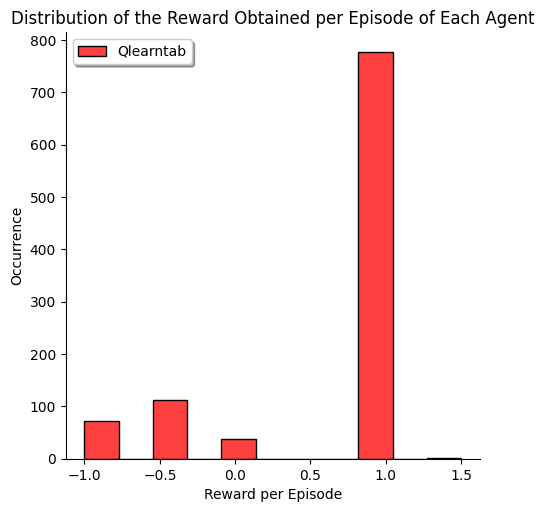 Distribution of the Reward Obtained per Episode of Each Agent
Qlearntab
800
700
600
500
400
300
200
100
0
Occurrence
−1.0 −0.5 0.0 0.5 1.0 1.5
Reward per Episode